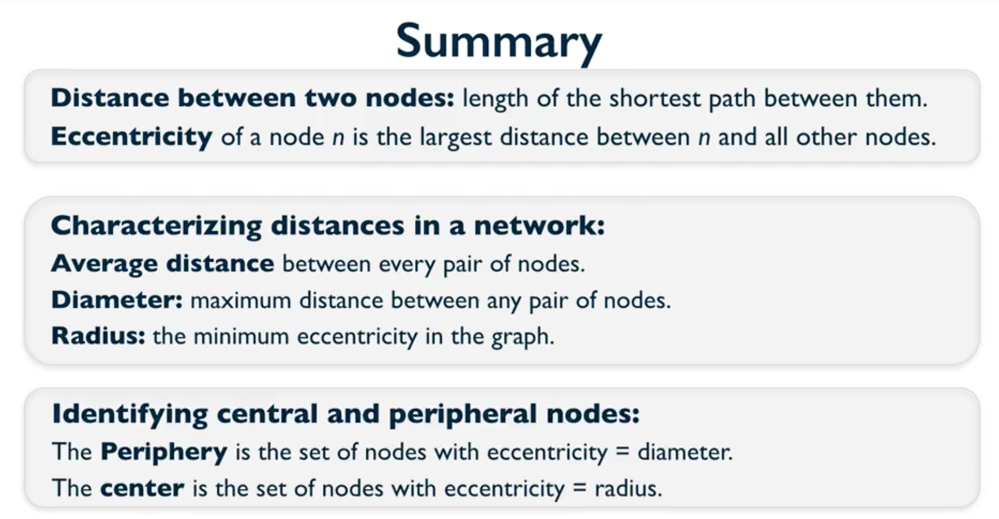 Summary
Distance between two nodes: length of the shortest path between them.
Eccentricity of a node n is the largest distance between n and all other nodes.
Characterizing distances in a network:
Average distance between every pair of nodes.
Diameter: maximum distance between any pair of nodes.
Radius: the minimum eccentricity in the graph.
Identifying central and peripheral nodes:
The Periphery is the set of nodes with eccentricity = diameter.
The center is the set of nodes with eccentricity = radius.